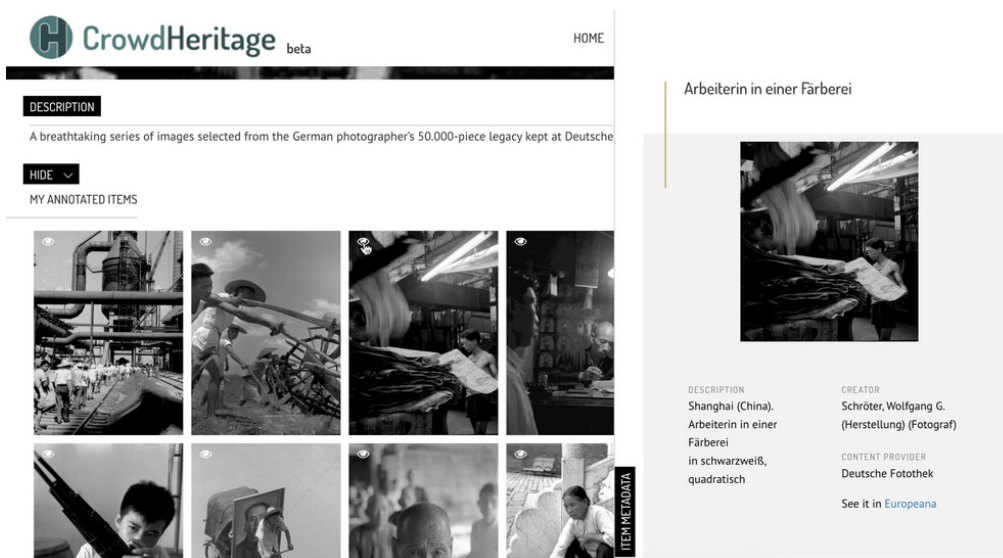 CrowdHeritage beta
HOME
DESCRIPTION
A breathtaking series of images selected from the German photographer's 50.000-piece legacy kept at Deutsche
HIDE
MY ANNOTATED ITEMS
ITEM METADATA
Arbeiterin in einer Färberei
DESCRIPTION
Shanghai (China).
Arbeiterin in einer
Färberei
in schwarzweiß,
quadratisch
CREATOR
Schröter, Wolfgang G.
(Herstellung) (Fotograf)
CONTENT PROVIDER
Deutsche Fotothek
See it in Europeana